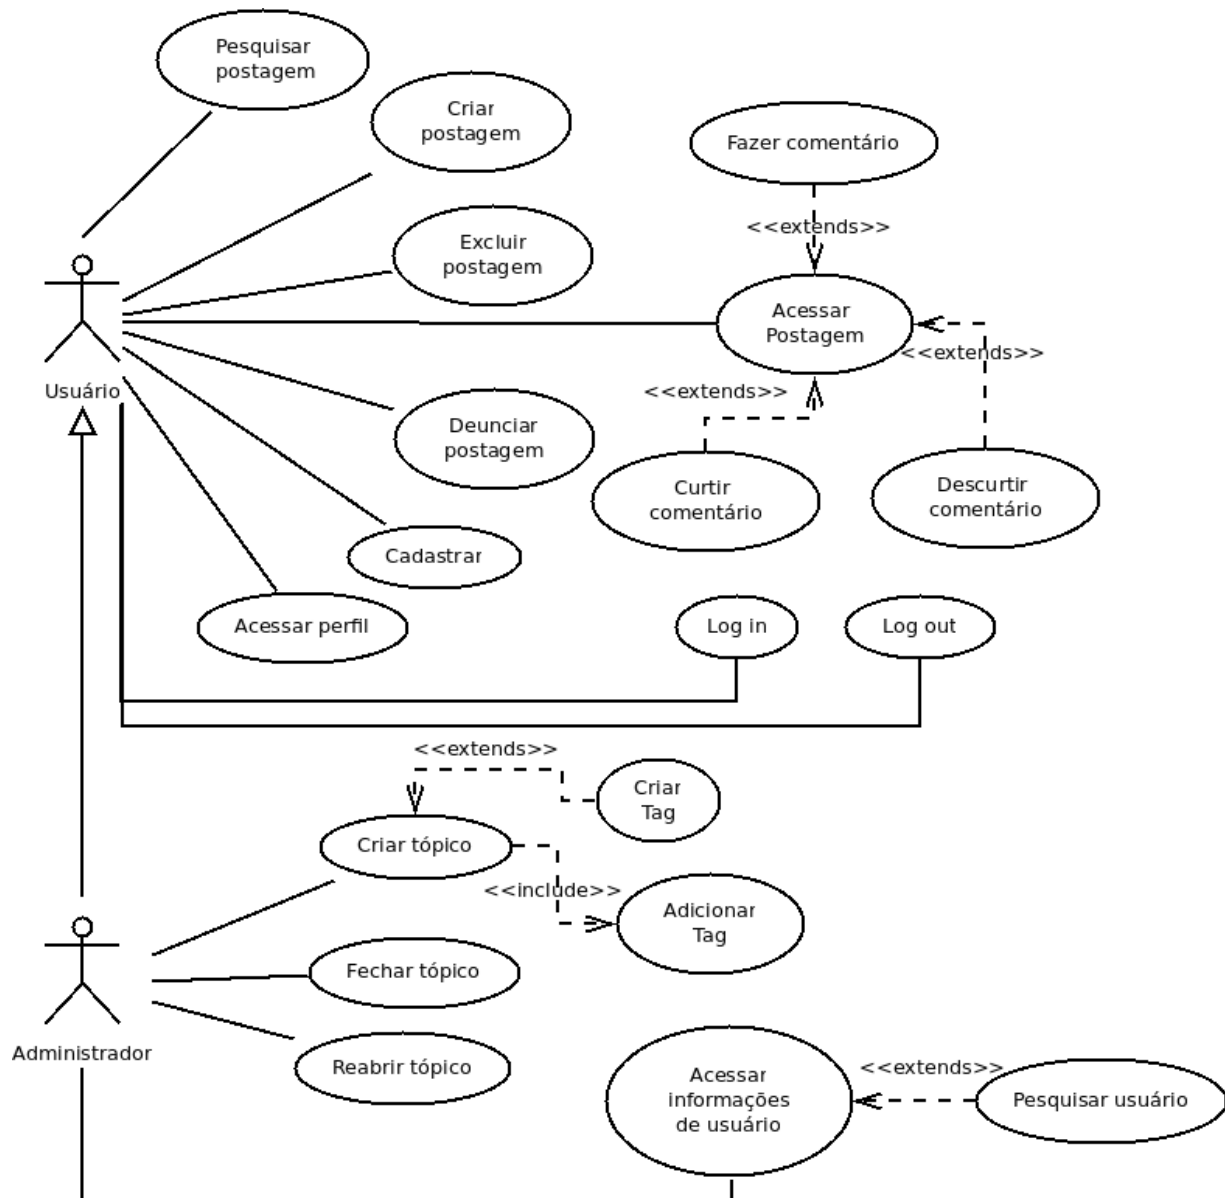 Pesquisar
postagem
Criar
postagem
Fazer comentário
<<extends>>
Excluir
postagem
Acessar
Postagem
<<extends>>
Usuário
<<extends>>
Deunciar
postagem
Curtir
comentário
Descurtir
comentário
Cadastrar
Acessar perfil
Log in
Log out
<<extends>>
Criar
Tag
Criar tópico
<<include>>
Adicionar
Tag
Fechar tópico
Administrador
Reabrir tópico
Acessar
informações
de usuário
<<extends>>
Pesquisar usuário